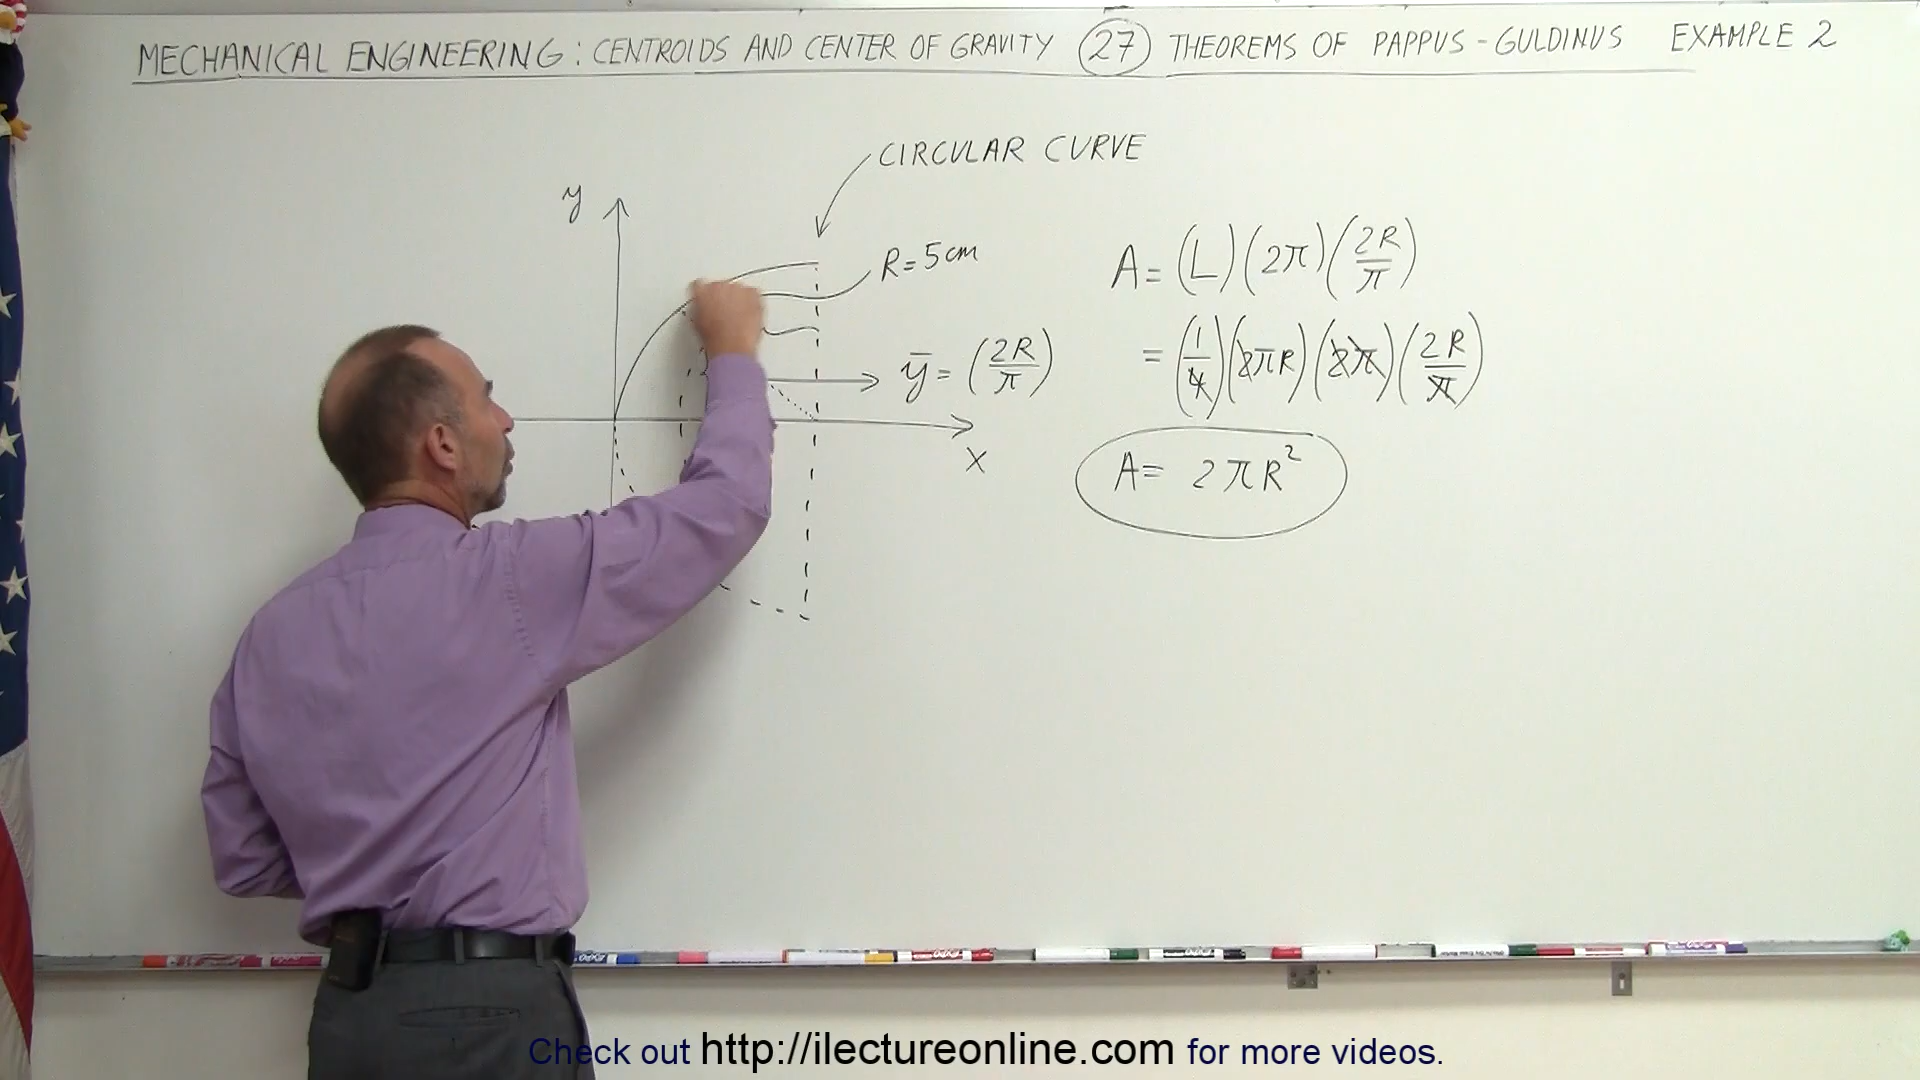 MECHANICAL ENGINEERING: CENTROIDS AND CENTER OF GRAVITY (27) THEOREMS OF PAPPUS-GULDINUS EXAMPLE 2
CIRCULAR CURVE
y
R=5cm
ȳ=(2R/π)
x
A=(L)(2π)(2R/π)
=(1/4)(2πR)(2π)(2R/π)
A= 2πR²
Check out http://ilectureonline.com for more videos.